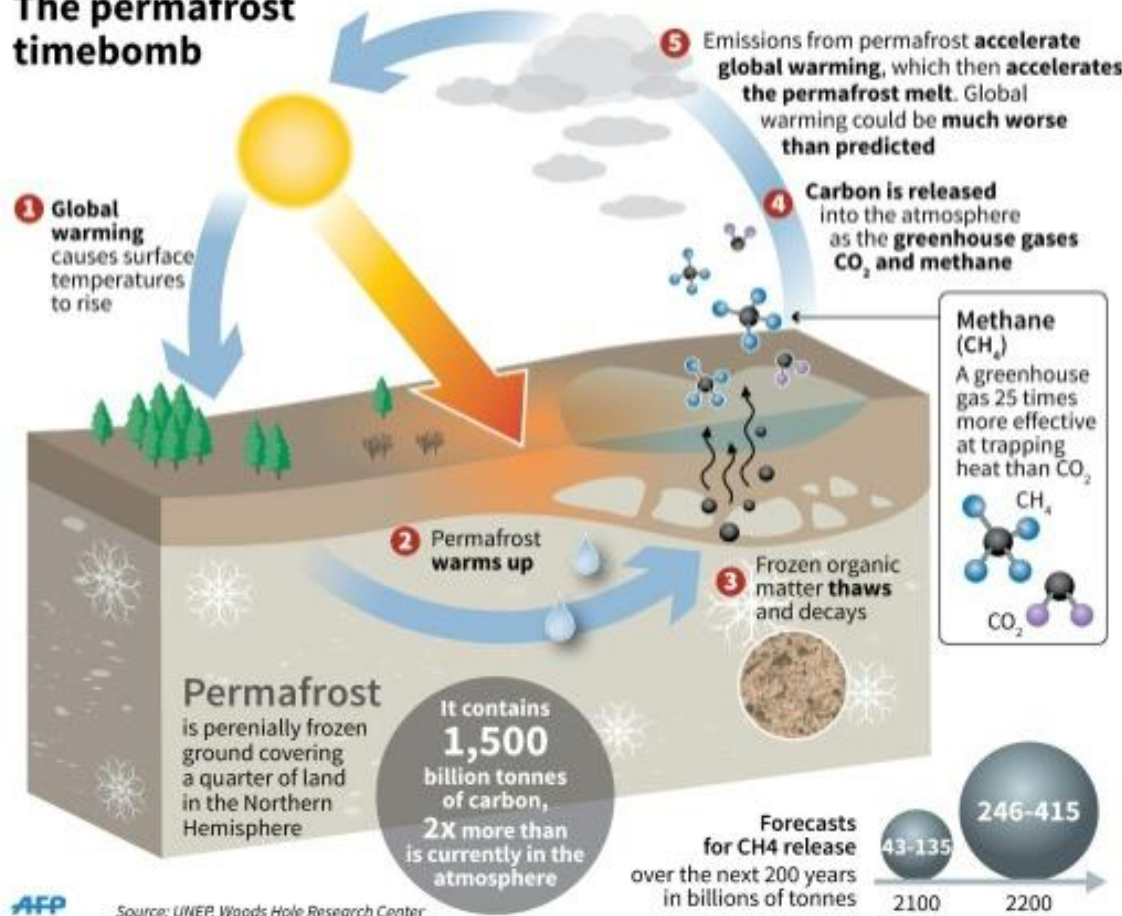 The permafrost
timebomb
1 Global
warming
causes surface
temperatures
to rise
5 Emissions from permafrost accelerate
global warming, which then accelerates
the permafrost melt. Global
warming could be much worse
than predicted
4 Carbon is released
into the atmosphere
as the greenhouse gases
CO₂ and methane
Methane
(CH₄)
A greenhouse
gas 25 times
more effective
at trapping
heat than CO₂
CH₄
CO₂
2 Permafrost
warms up
3 Frozen organic
matter thaws
and decays
Permafrost
is perenially frozen
ground covering
a quarter of land
in the Northern
Hemisphere
It contains
1,500
billion tonnes
of carbon,
2x more than
is currently in the
atmosphere
Forecasts
for CH4 release
over the next 200 years
in billions of tonnes
43-135
246-415
2100
2200
AFP
Source: UNEP, Woods Hole Research Center